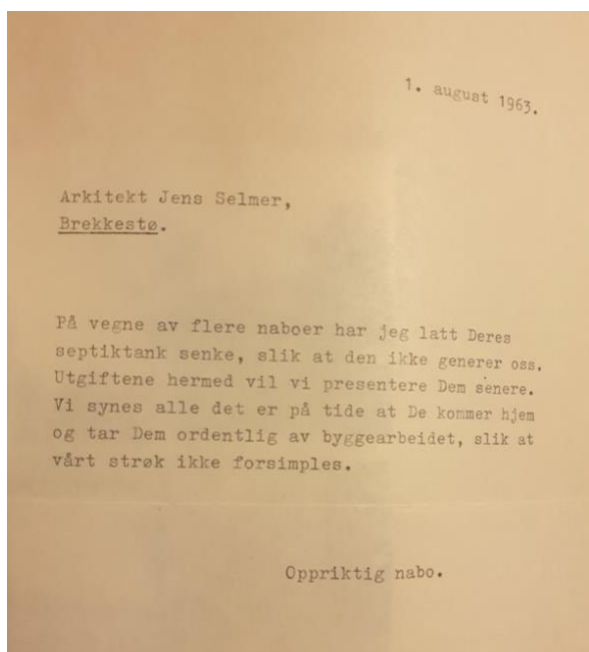 1. august 1963.
Arkitekt Jens Selmer,
Brekkestø.
På vegne av flere naboer har jeg latt Deres
septiktank senke, slik at den ikke generer oss.
Utgiftene hermed vil vi presentere Dem senere.
Vi synes alle det er på tide at De kommer hjem
og tar Dem ordentlig av byggearbeidet, slik at
vårt strøk ikke forsimples.
Oppriktig nabo.